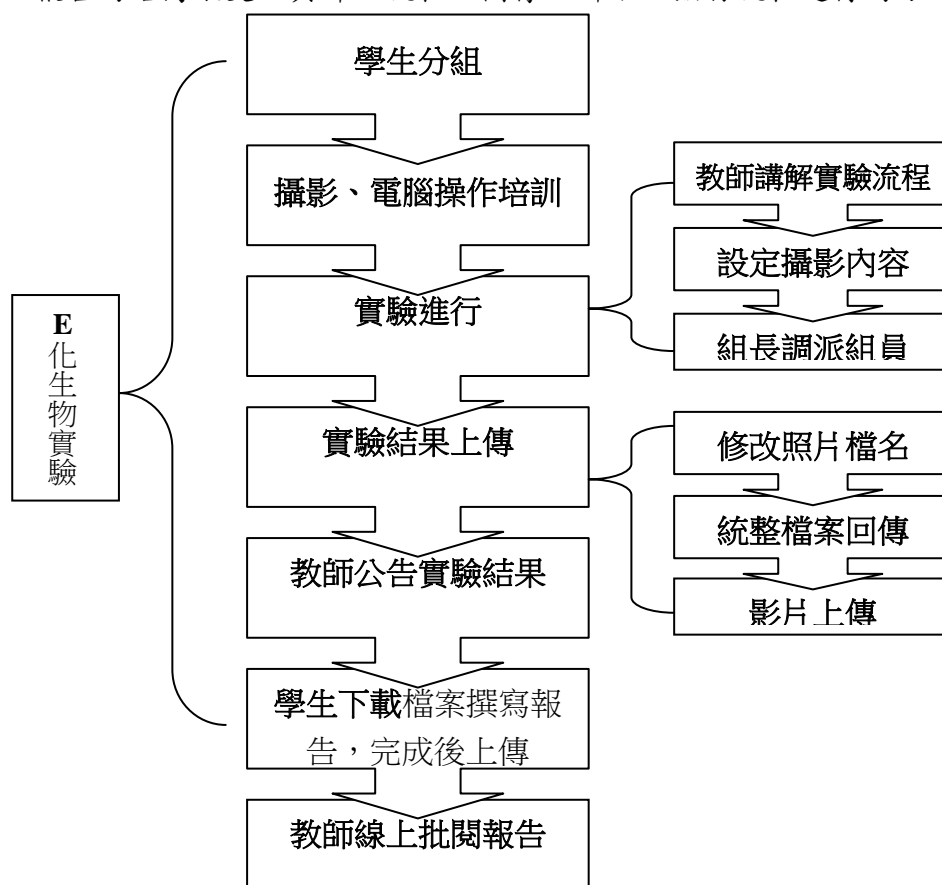 學生分組
攝影、電腦操作培訓
實驗進行
實驗結果上傳
教師公告實驗結果
學生下載檔案撰寫報
告，完成後上傳
教師線上批閱報告
教師講解實驗流程
設定攝影內容
組長調派組員
修改照片檔名
統整檔案回傳
影片上傳
E
化
生
物
實
驗